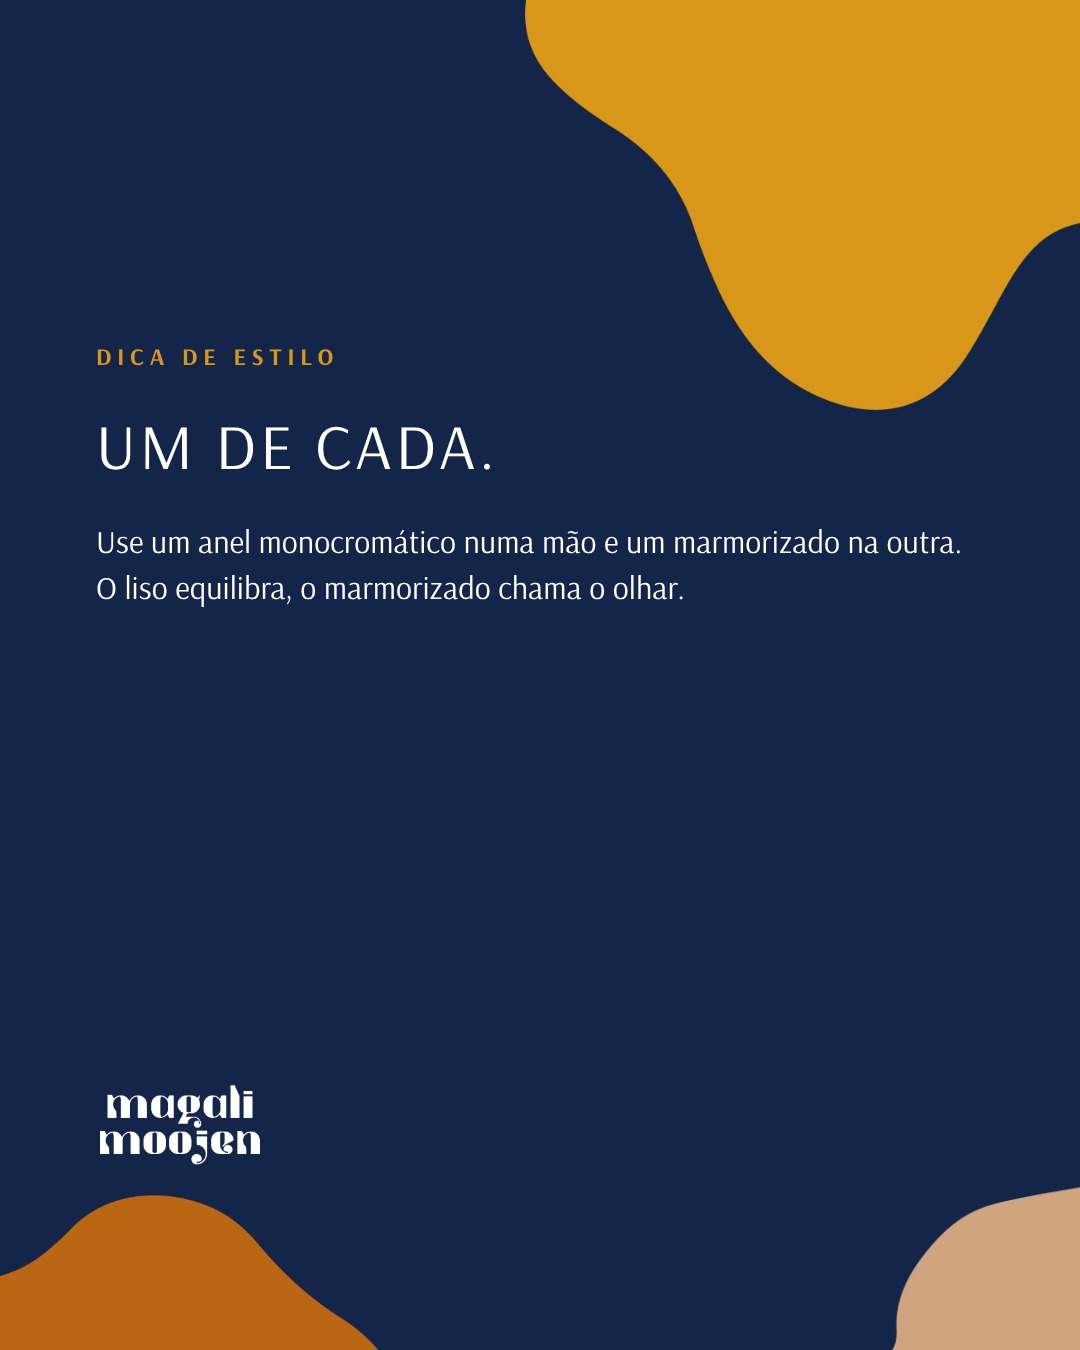 DICA DE ESTILO
UM DE CADA.
Use um anel monocromático numa mão e um marmorizado na outra.
O liso equilibra, o marmorizado chama o olhar.
magali
moojen